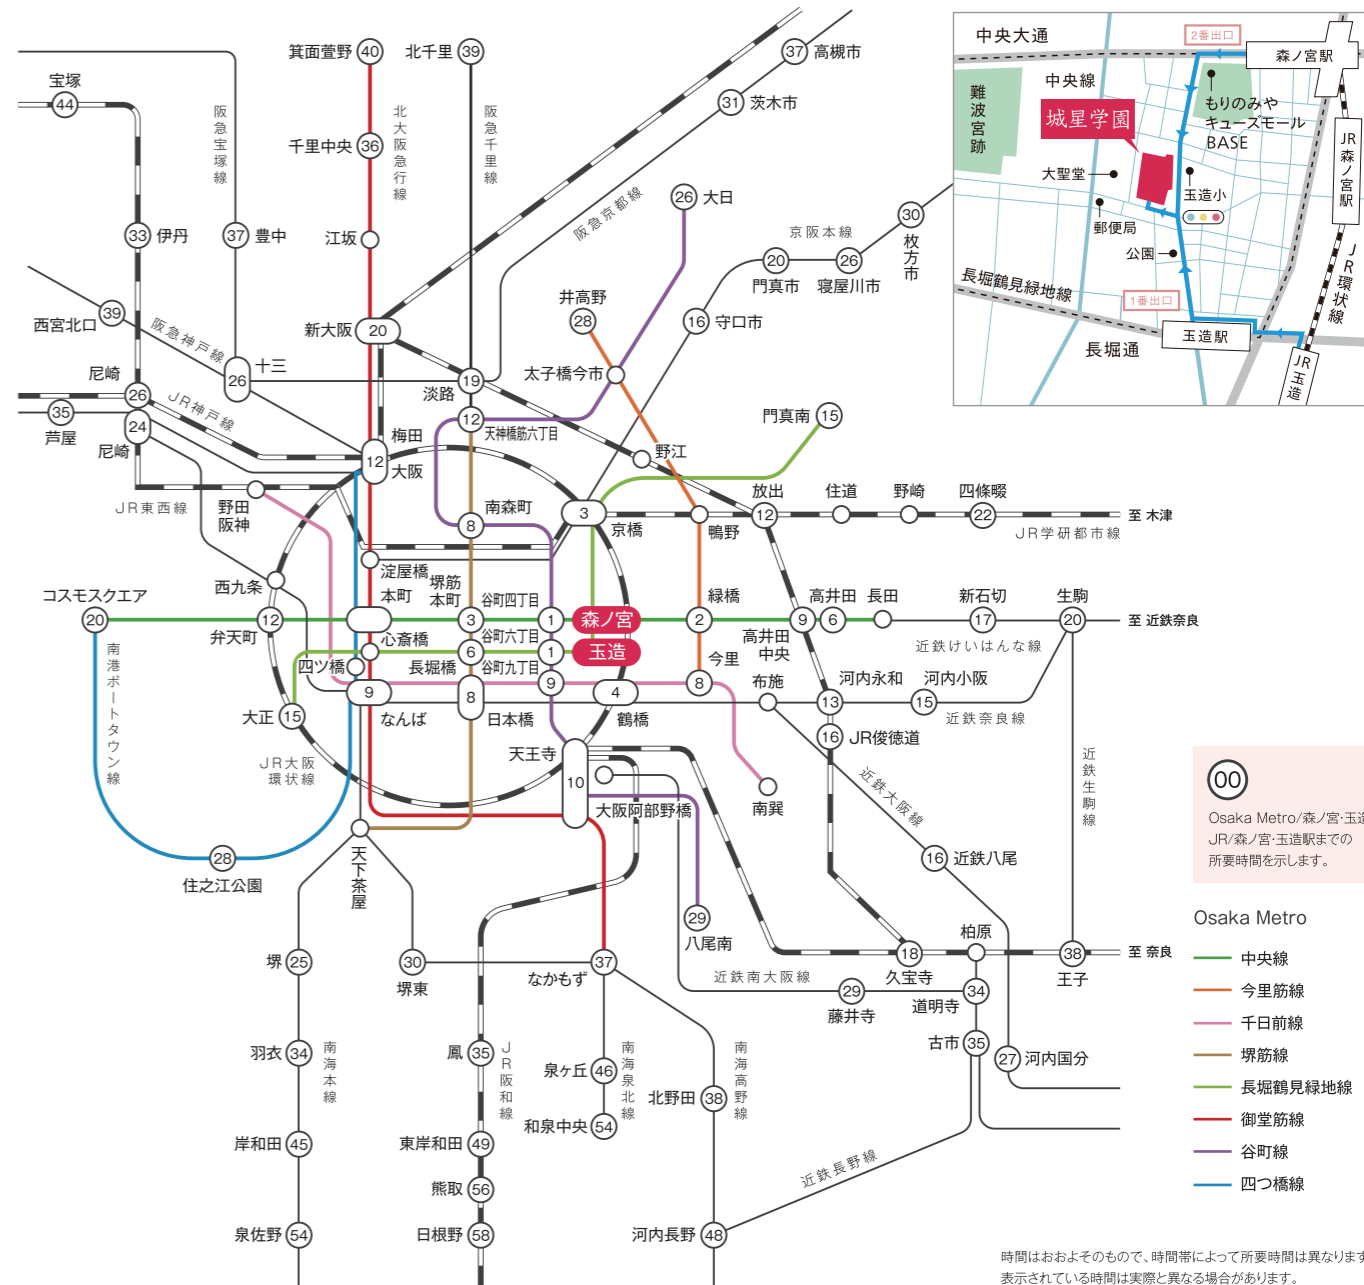 箕面萱野
40
北千里
39
37
高槻市
宝塚
44
阪急宝塚線
北大阪急行線
阪急千里線
31
茨木市
千里中央
36
26
大日
阪急京都線
33
伊丹
37
豊中
江坂
京阪本線
30
枚方市
20
門真市
26
寝屋川市
井高野
28
16
守口市
39
西宮北口
阪急神戸線
新大阪
20
十三
26
尼崎
26
JR神戸線
淡路
19
太子橋今市
35
芦屋
24
尼崎
梅田
12
大阪
12
天神橋筋六丁目
門真南
15
野江
JR東西線
野田
阪神
南森町
8
3
京橋
鴫野
放出
12
住道
野崎
四條畷
22
至 木津
JR学研都市線
淀屋橋
西九条
コスモスクエア
20
弁天町
12
本町
堺筋
本町
3
谷町四丁目
1
森ノ宮
緑橋
2
高井田
中央
9
高井田
6
長田
新石切
17
生駒
20
至 近鉄奈良
近鉄けいはんな線
心斎橋
四ツ橋
長堀橋
6
谷町六丁目
1
玉造
今里
8
南港ポートタウン線
大正
15
9
なんば
8
日本橋
谷町九丁目
9
4
鶴橋
布施
河内永和
13
河内小阪
15
近鉄奈良線
16
JR俊徳道
JR大阪
環状線
天王寺
10
大阪阿部野橋
南巽
近鉄大阪線
近鉄生駒線
天下茶屋
28
住之江公園
16
近鉄八尾
29
八尾南
堺
25
30
堺東
なかもず
37
近鉄南大阪線
18
久宝寺
柏原
38
王子
至 奈良
29
藤井寺
34
道明寺
古市
35
27
河内国分
羽衣
34
南海本線
鳳
35
JR阪和線
泉ヶ丘
46
南海泉北線
南海高野線
北野田
38
和泉中央
54
岸和田
45
東岸和田
49
熊取
56
近鉄長野線
泉佐野
54
日根野
58
河内長野
48
中央大通
2番出口
森ノ宮駅
中央線
難波宮跡
城星学園
もりのみや
キューズモール
BASE
JR森ノ宮駅
大聖堂
玉造小
郵便局
公園
長堀鶴見緑地線
1番出口
玉造駅
長堀通
JR環状線
JR玉造
00
Osaka Metro/森ノ宮・玉造
JR/森ノ宮・玉造駅までの
所要時間を示します。
Osaka Metro
中央線
今里筋線
千日前線
堺筋線
長堀鶴見緑地線
御堂筋線
谷町線
四つ橋線
時間はおおよそのもので、時間帯によって所要時間は異なります
表示されている時間は実際と異なる場合があります。